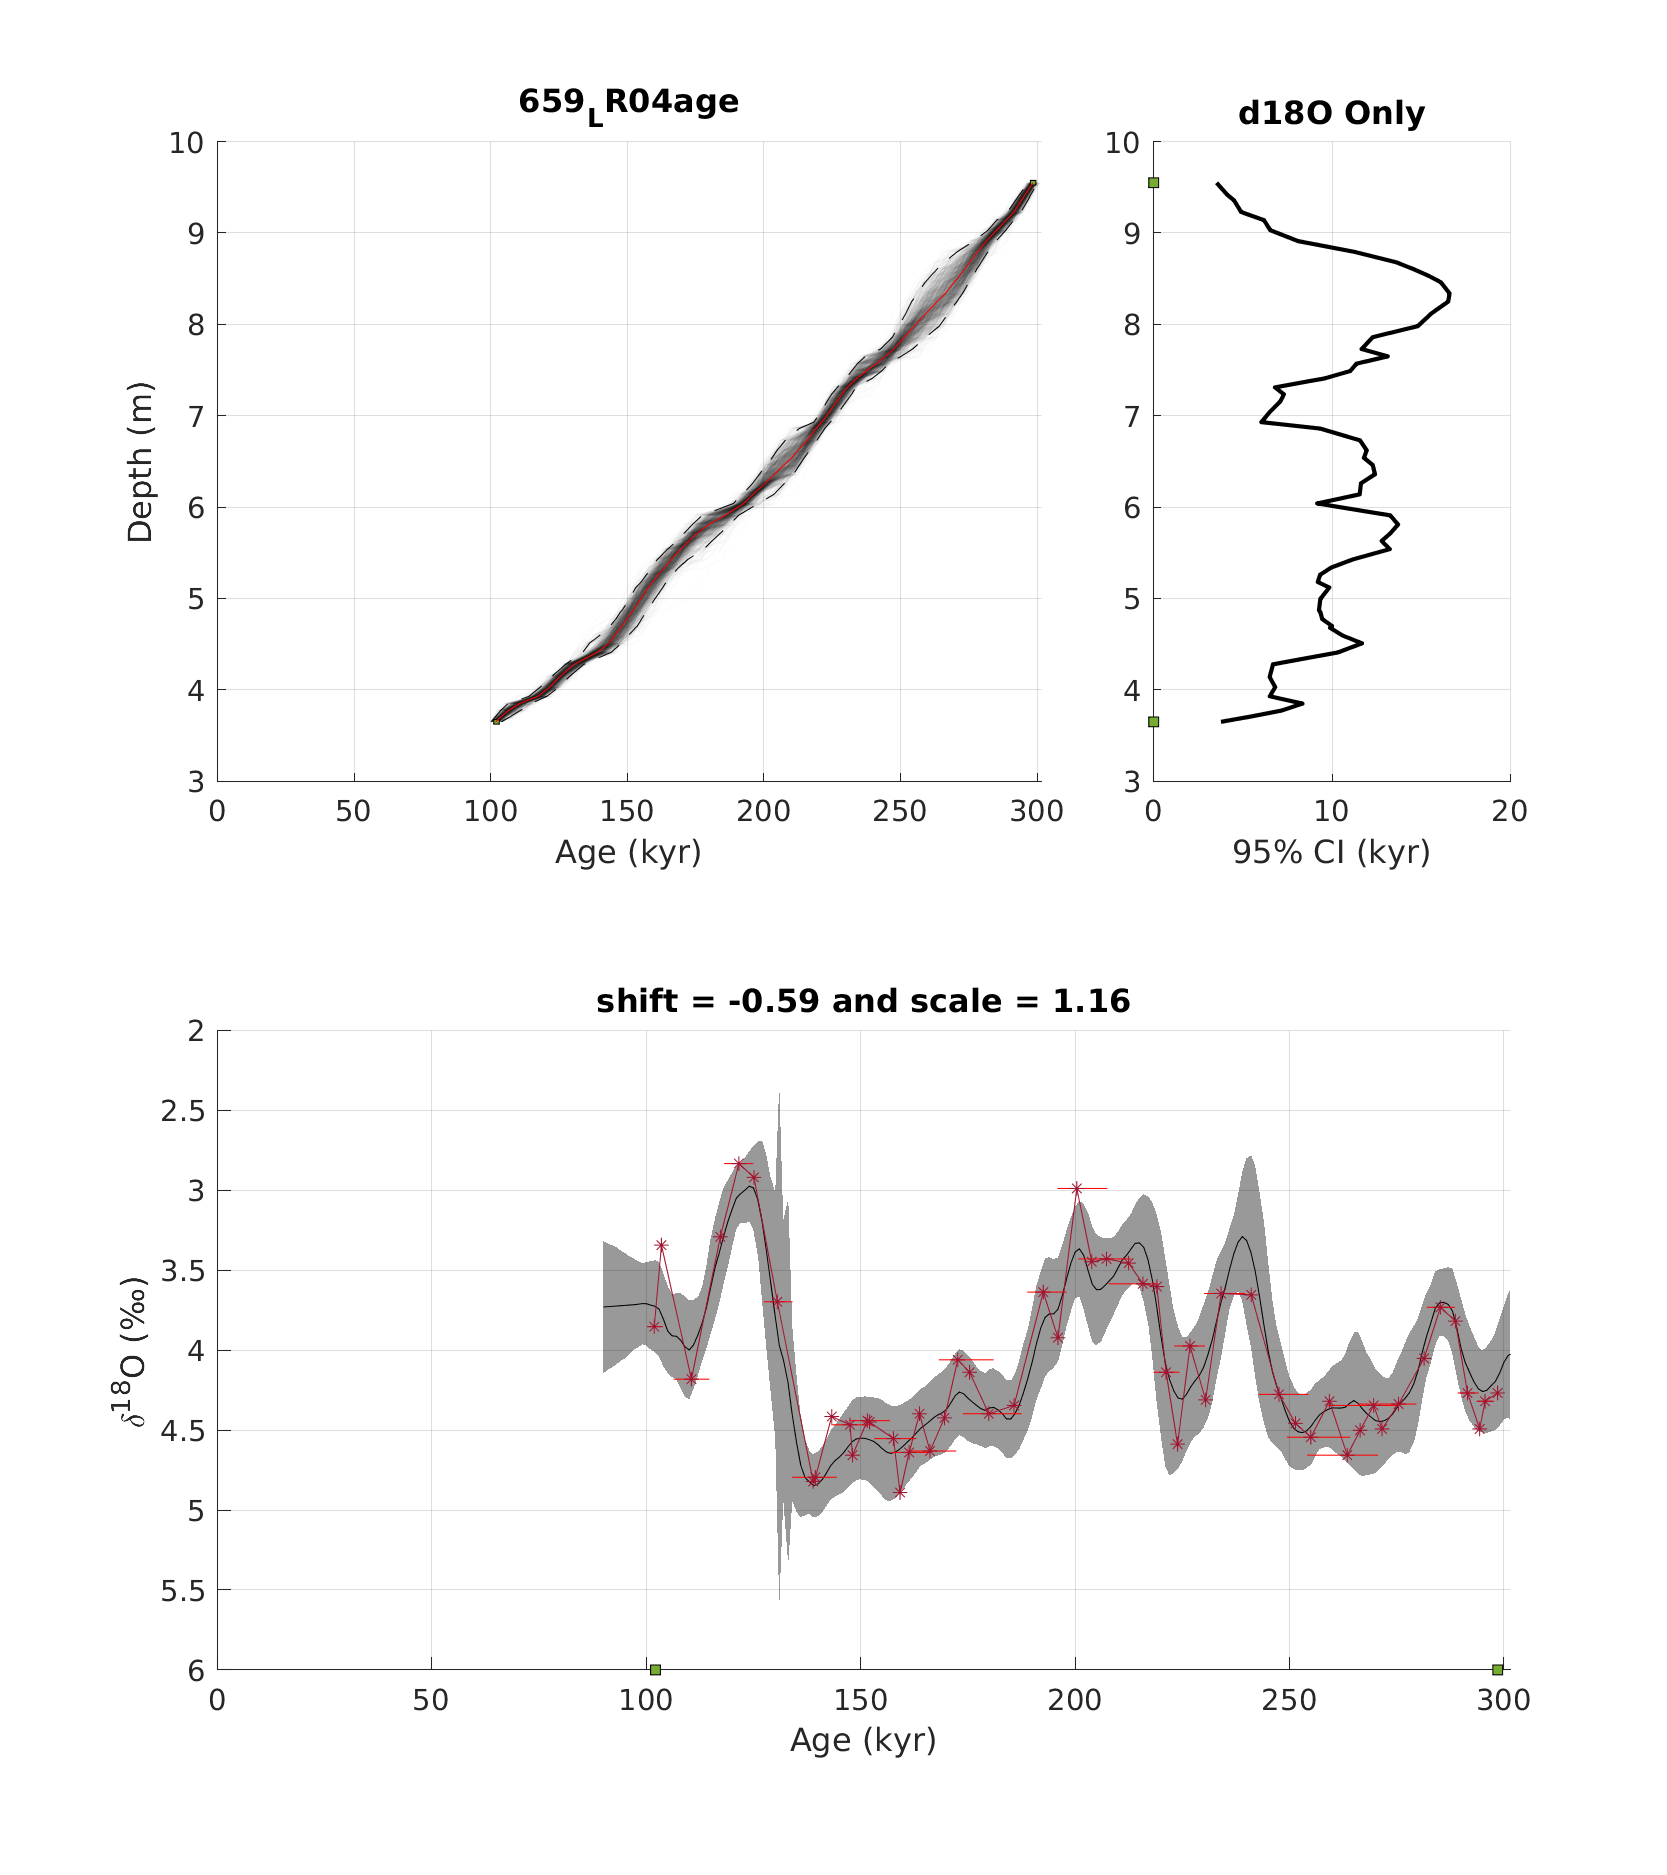 659LR04age
d18O Only
10
9
8
7
6
5
4
3
Depth (m)
0 50 100 150 200 250 300
Age (kyr)
10
9
8
7
6
5
4
3
0 10 20
95% CI (kyr)
shift = -0.59 and scale = 1.16
2
2.5
3
3.5
4
4.5
5
5.5
6
δ18O (‰)
0 50 100 150 200 250 300
Age (kyr)